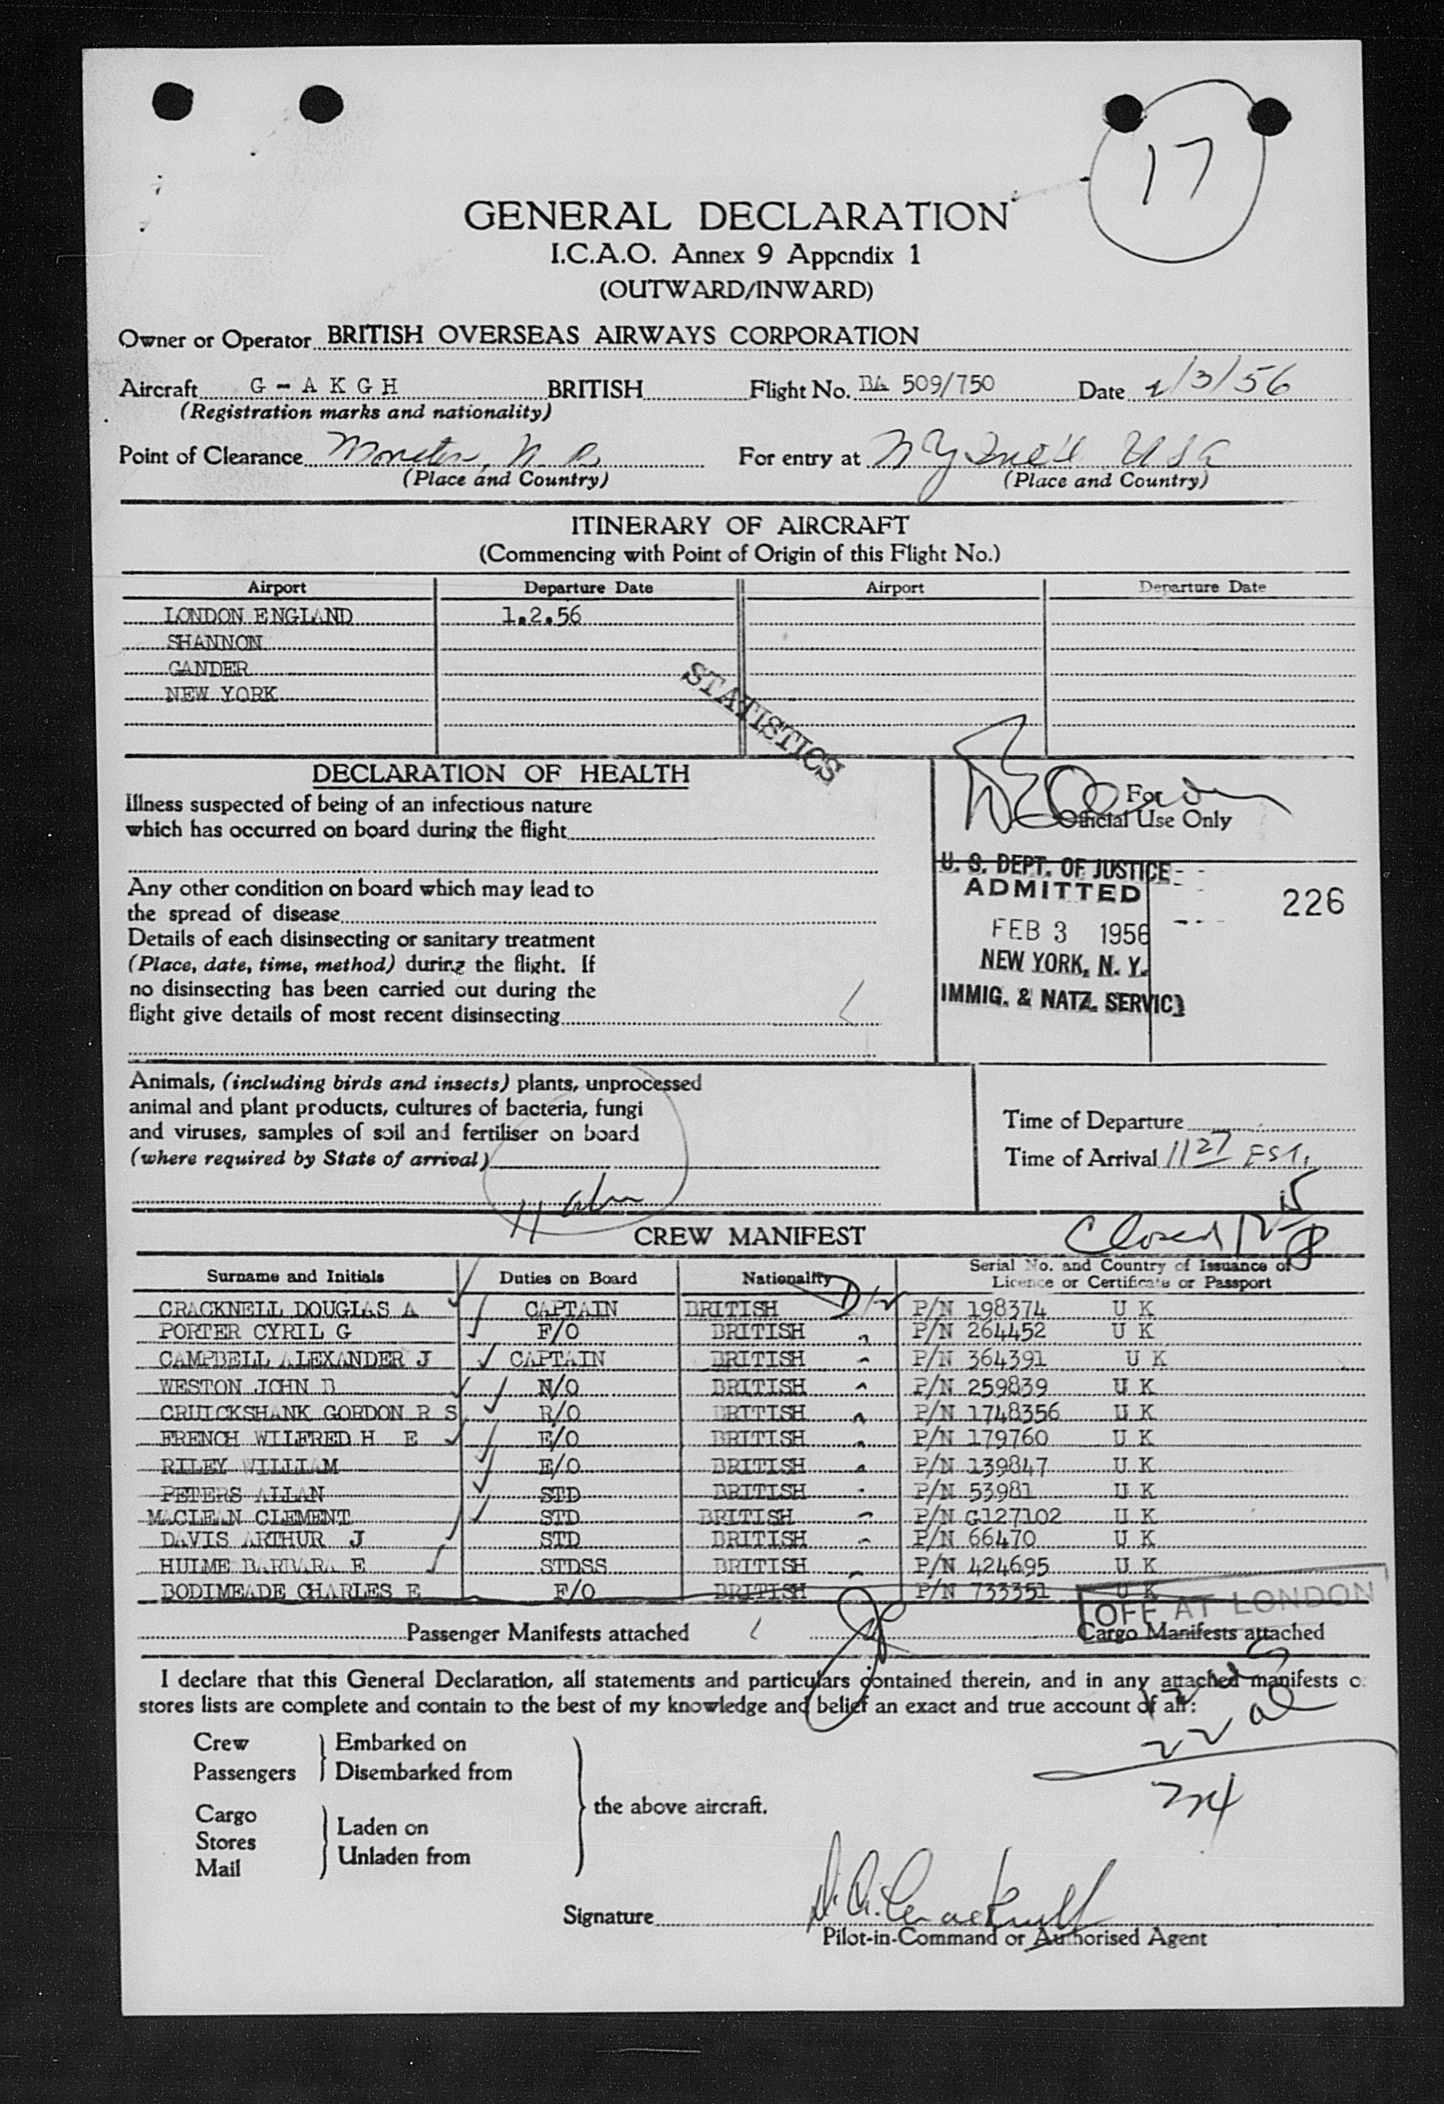 17
GENERAL DECLARATION
I.C.A.O. Annex 9 Appendix 1
(OUTWARD/INWARD)
Owner or Operator BRITISH OVERSEAS AIRWAYS CORPORATION
Aircraft G - A K G H BRITISH Flight No. BA 509/750 Date 2/3/56
(Registration marks and nationality)
Point of Clearance Moncton, N. B. For entry at N Y USA
(Place and Country) (Place and Country)
ITINERARY OF AIRCRAFT
(Commencing with Point of Origin of this Flight No.)
Airport Departure Date Airport Departure Date
LONDON ENGLAND 1.2.56
SHANNON
GANDER
NEW YORK
STATISTICS
DECLARATION OF HEALTH
Illness suspected of being of an infectious nature
which has occurred on board during the flight
For
Official Use Only
Any other condition on board which may lead to
the spread of disease
Details of each disinsecting or sanitary treatment
(Place, date, time, method) during the flight. If
no disinsecting has been carried out during the
flight give details of most recent disinsecting
U. S. DEPT. OF JUSTICE
ADMITTED
226
FEB 3 1956
NEW YORK, N. Y.
IMMIG. & NATZ. SERVICE
Animals, (including birds and insects) plants, unprocessed
animal and plant products, cultures of bacteria, fungi
and viruses, samples of soil and fertiliser on board
(where required by State of arrival)
Time of Departure
Time of Arrival 1127 EST.
CREW MANIFEST
Closed 12 15 P
Surname and Initials Duties on Board Nationality Serial No. and Country of Issuance of
Licence or Certificate or Passport
CRACKNELL DOUGLAS A CAPTAIN BRITISH P/N 198374 U K
PORTER CYRIL G F/O BRITISH P/N 264452 U K
CAMPBELL ALEXANDER J CAPTAIN BRITISH P/N 364391 U K
WESTON JOHN B N/O BRITISH P/N 259839 U K
CRUICKSHANK GORDON R S R/O BRITISH P/N 1748356 U K
FRENCH WILFRED H E E/O BRITISH P/N 179760 U K
RILEY WILLIAM E/O BRITISH P/N 139847 U K
PETERS ALLAN STD BRITISH P/N 53981 U K
MACLEAN CLEMENT STD BRITISH P/N G127102 U K
DAVIS ARTHUR J STD BRITISH P/N 66470 U K
HULME BARBARA E STDSS BRITISH P/N 424695 U K
BODIMEADE CHARLES E F/O BRITISH P/N 733351 U K
OFF AT LONDON
Passenger Manifests attached Cargo Manifests attached
I declare that this General Declaration, all statements and particulars contained therein, and in any attached manifests o
stores lists are complete and contain to the best of my knowledge and belief an exact and true account of all:
Crew
Passengers
Embarked on
Disembarked from
Cargo
Stores
Mail
Laden on
Unladen from
the above aircraft.
Signature D. A. Cracknell
Pilot-in-Command or Authorised Agent